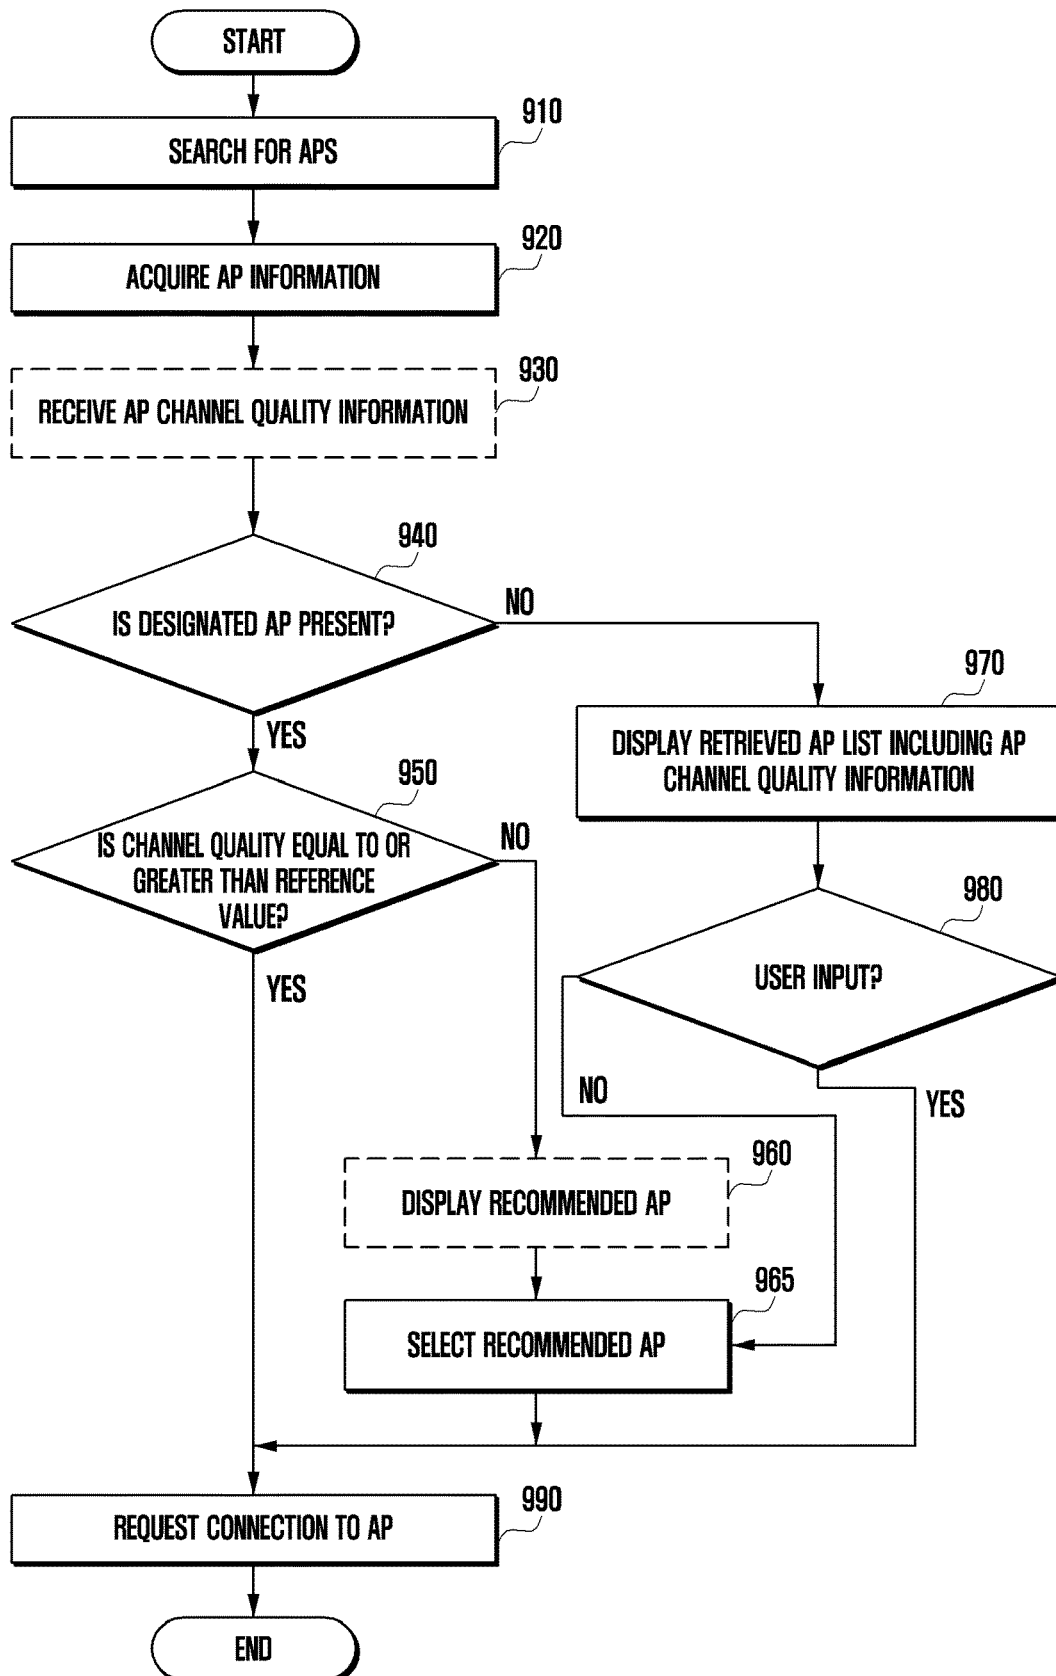 START
910
SEARCH FOR APS
920
ACQUIRE AP INFORMATION
930
RECEIVE AP CHANNEL QUALITY INFORMATION
940
IS DESIGNATED AP PRESENT?
NO
YES
970
DISPLAY RETRIEVED AP LIST INCLUDING AP
CHANNEL QUALITY INFORMATION
950
IS CHANNEL QUALITY EQUAL TO OR
GREATER THAN REFERENCE
VALUE?
NO
YES
980
USER INPUT?
NO
YES
960
DISPLAY RECOMMENDED AP
965
SELECT RECOMMENDED AP
990
REQUEST CONNECTION TO AP
END